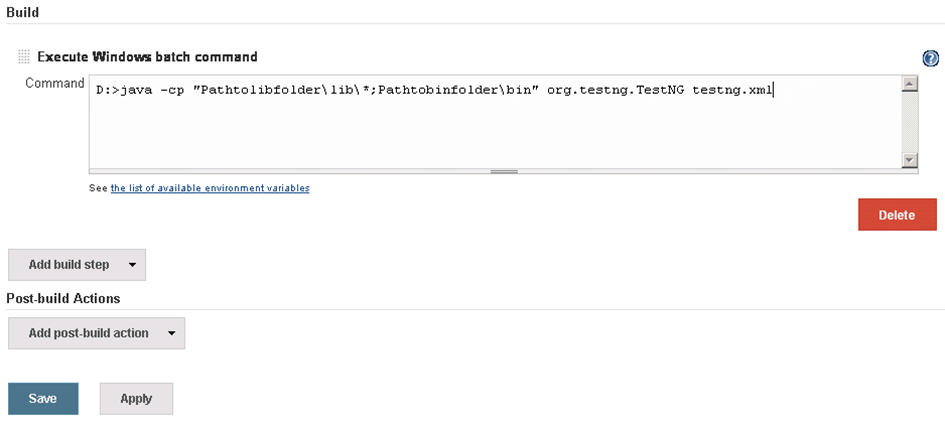 Build
Execute Windows batch command
Command
D:>java -cp "Pathtolibfolder\lib\*;Pathtobinfolder\bin" org.testng.TestNG testng.xml
See the list of available environment variables
Delete
Add build step
Post-build Actions
Add post-build action
Save Apply